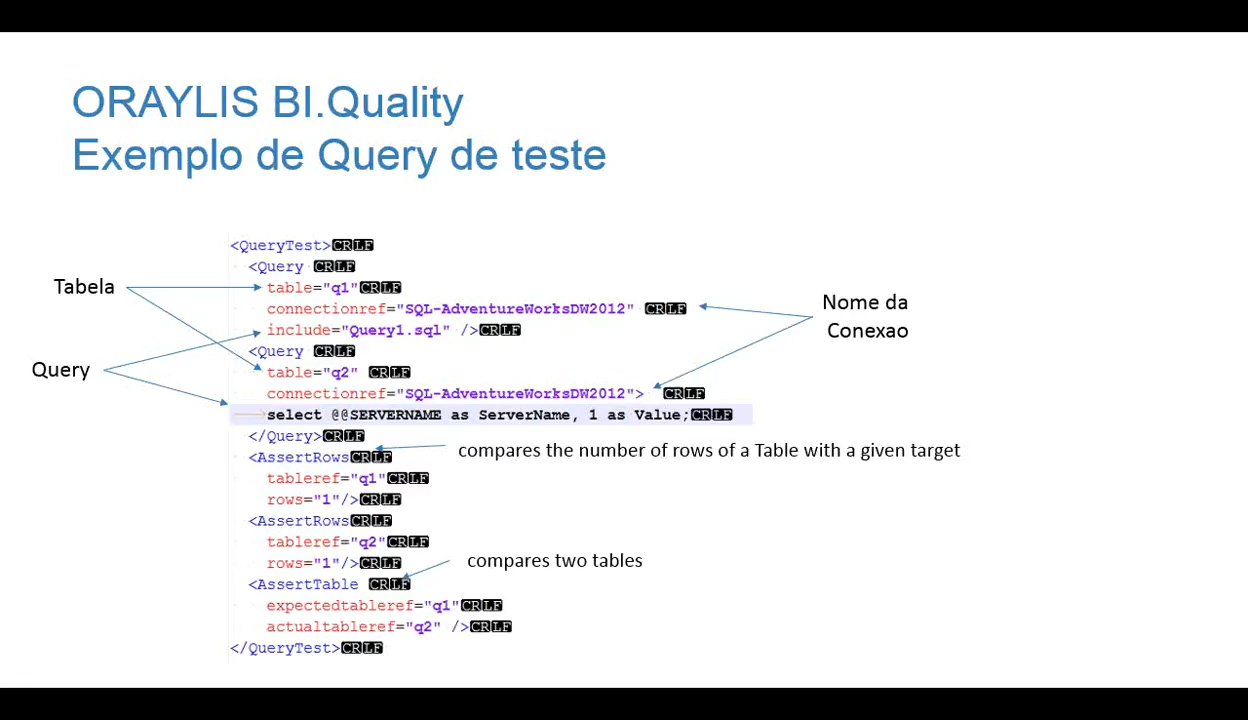 ORAYLIS BI.Quality
Exemplo de Query de teste
<QueryTest>CRLF
<Query CRLF
Tabela
table="q1"CRLF
connectionref="SQL-AdventureWorksDW2012" CRLF
Nome da
Conexao
include="Query1.sql" />CRLF
<Query CRLF
Query
table="q2" CRLF
connectionref="SQL-AdventureWorksDW2012"> CRLF
select @@SERVERNAME as ServerName, 1 as Value;CRLF
</Query>CRLF
<AssertRowsCRLF
compares the number of rows of a Table with a given target
tableref="q1"CRLF
rows="1"/>CRLF
<AssertRowsCRLF
tableref="q2"CRLF
rows="1"/>CRLF
compares two tables
<AssertTable CRLF
expectedtableref="q1"CRLF
actualtableref="q2" />CRLF
</QueryTest>CRLF